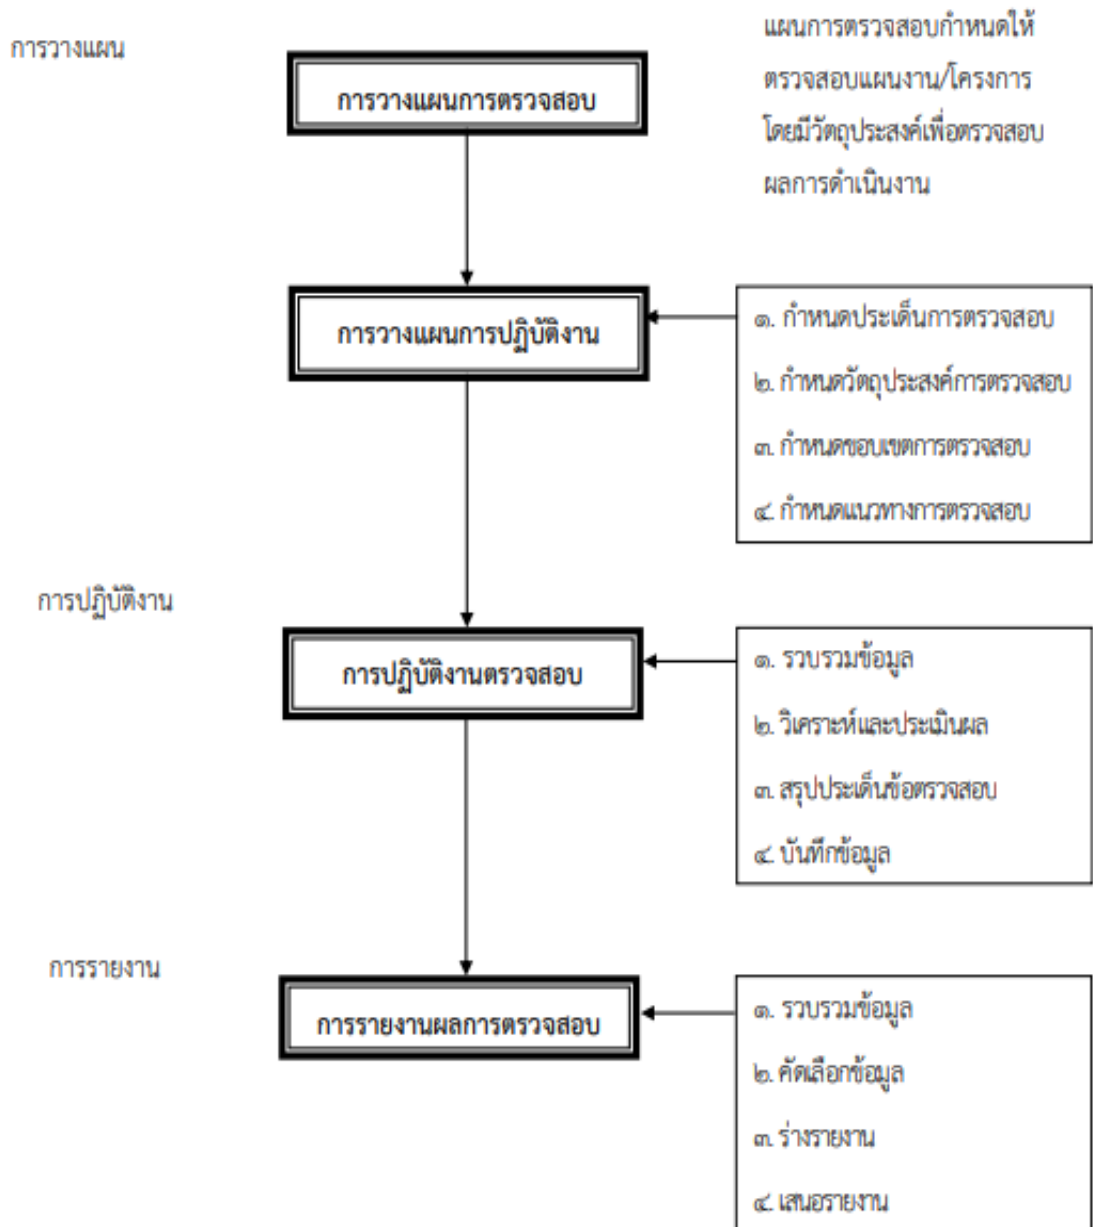 การวางแผน
การวางแผนการตรวจสอบ
แผนการตรวจสอบกำหนดให้
ตรวจสอบแผนงาน/โครงการ
โดยมีวัตถุประสงค์เพื่อตรวจสอบ
ผลการดำเนินงาน
การวางแผนการปฏิบัติงาน
๑. กำหนดประเด็นการตรวจสอบ
๒. กำหนดวัตถุประสงค์การตรวจสอบ
๓. กำหนดขอบเขตการตรวจสอบ
๔. กำหนดแนวทางการตรวจสอบ
การปฏิบัติงาน
การปฏิบัติงานตรวจสอบ
๑. รวบรวมข้อมูล
๒. วิเคราะห์และประเมินผล
๓. สรุปประเด็นข้อตรวจสอบ
๔. บันทึกข้อมูล
การรายงาน
การรายงานผลการตรวจสอบ
๑. รวบรวมข้อมูล
๒. คัดเลือกข้อมูล
๓. ร่างรายงาน
๔. เสนอรายงาน